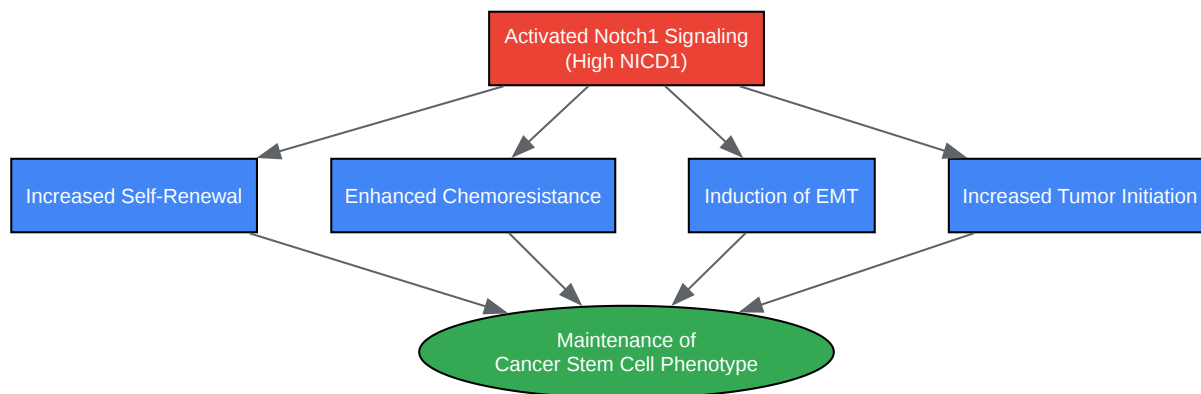 Activated Notch1 Signaling
(High NICD1)
Increased Self-Renewal
Enhanced Chemoresistance
Induction of EMT
Increased Tumor Initiation
Maintenance of
Cancer Stem Cell Phenotype